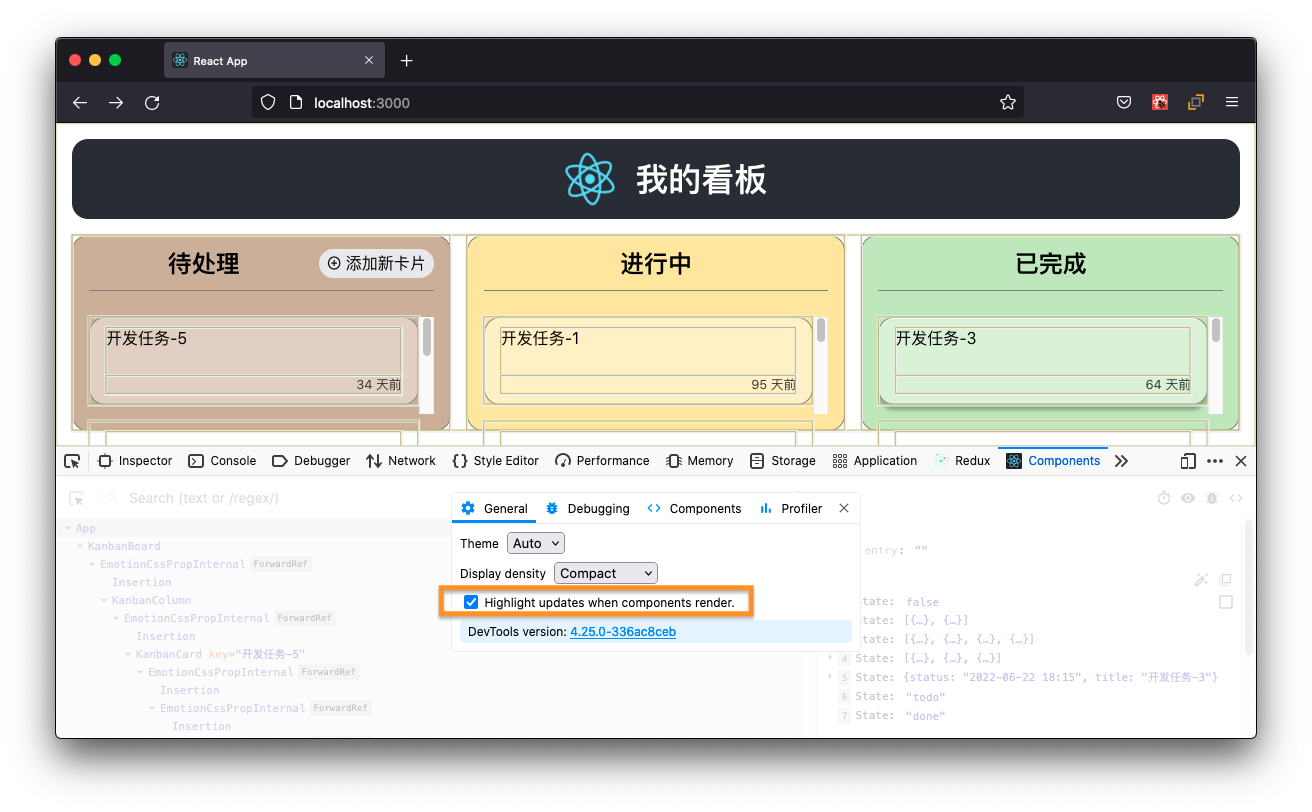 React App
localhost:3000
我的看板
待处理
添加新卡片
进行中
已完成
开发任务-5
开发任务-1
开发任务-3
34 天前
95 天前
64 天前
Inspector Console Debugger Network Style Editor Performance Memory Storage Application Redux Components
Search (text or /regex/)
General Debugging Components Profiler
App
Theme Auto
entry: ""
KanbanBoard
EmotionCssPropInternal ForwardRef
Display density Compact
Insertion
KanbanColumn
Highlight updates when components render.
tate: false
EmotionCssPropInternal ForwardRef
tate: [{…}, {…}]
Insertion
DevTools version: 4.25.0-336ac8ceb
tate: [{…}, {…}, {…}, {…}]
KanbanCard key="开发任务-5"
4 State: [{…}, {…}, {…}]
EmotionCssPropInternal ForwardRef
5 State: {status: "2022-06-22 18:15", title: "开发任务-3"}
Insertion
6 State: "todo"
EmotionCssPropInternal ForwardRef
7 State: "done"
Insertion